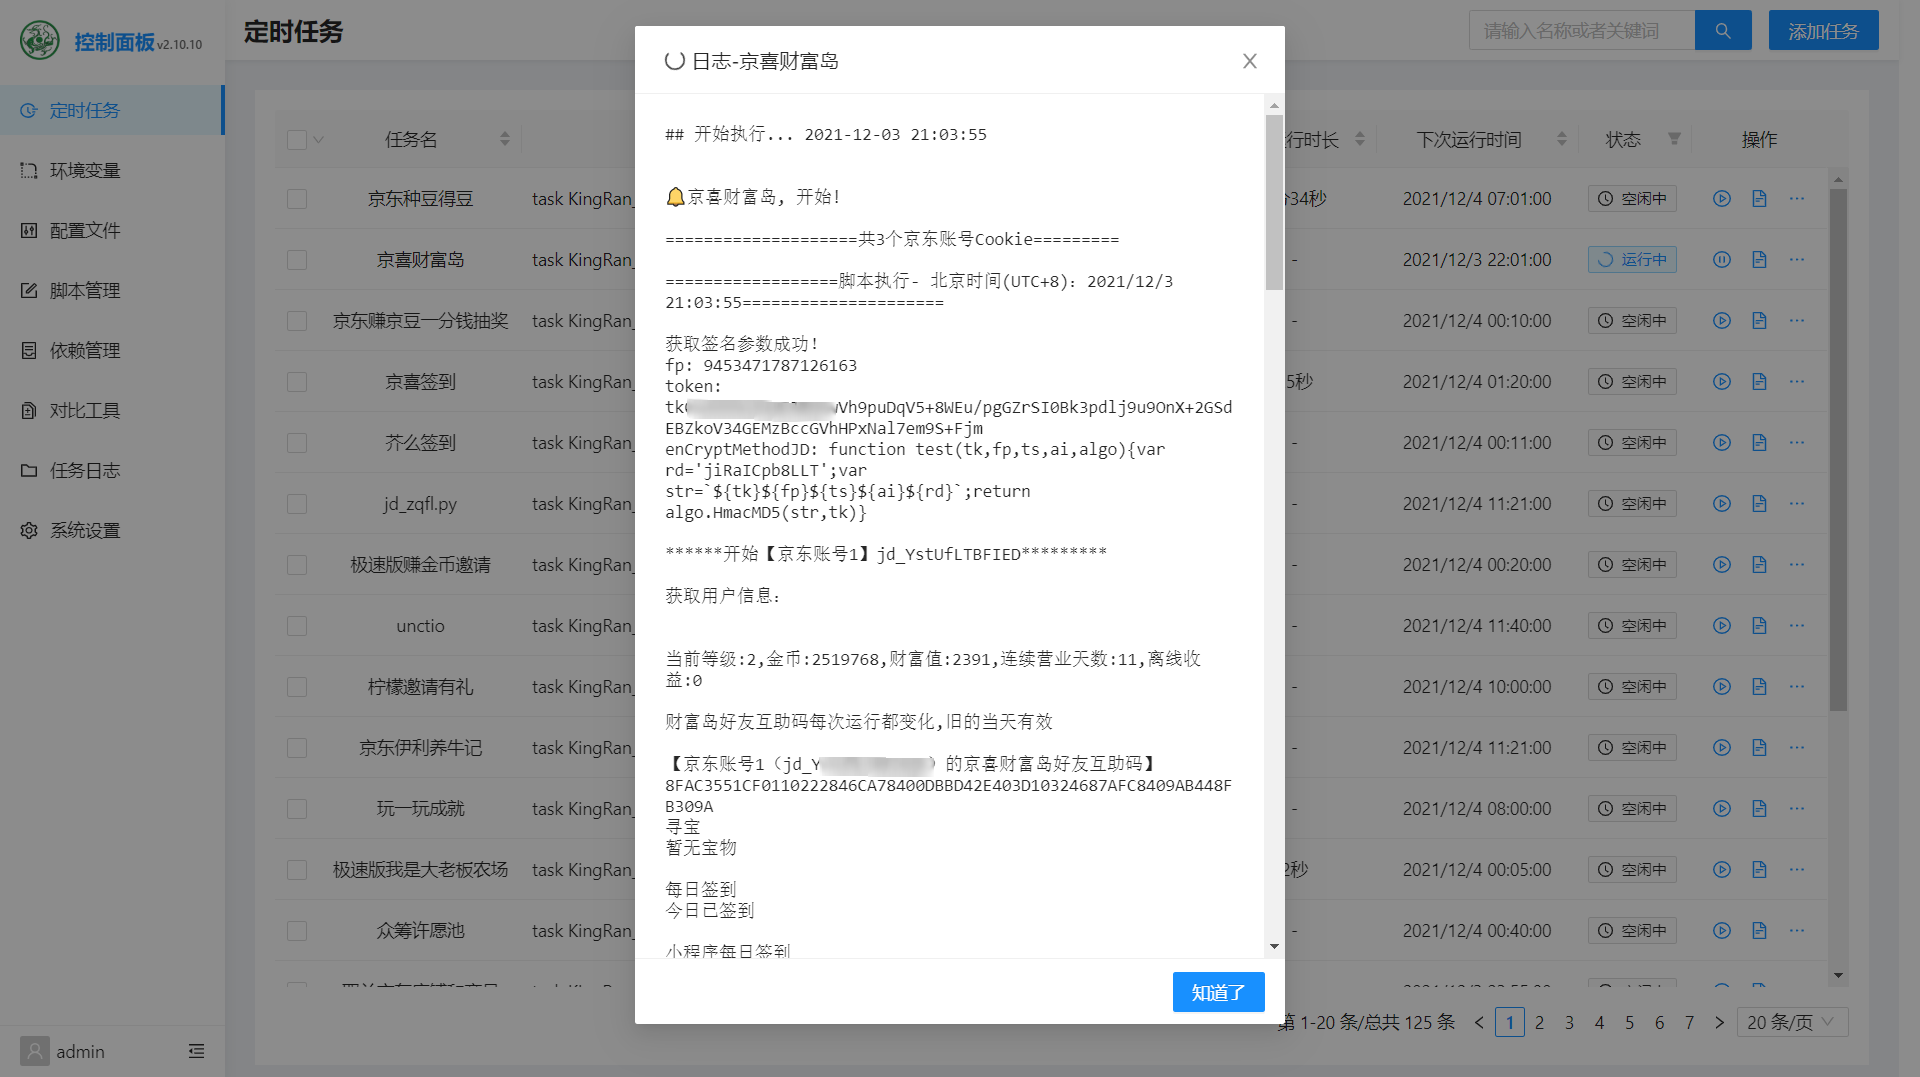 控制面板 v2.10.10
定时任务
环境变量
配置文件
脚本管理
依赖管理
对比工具
任务日志
系统设置
admin
定时任务
请输入名称或者关键词
添加任务
任务名 行时长 下次运行时间 状态 操作
京东种豆得豆 task KingRan_ 34秒 2021/12/4 07:01:00 空闲中
京喜财富岛 task KingRan_ - 2021/12/3 22:01:00 运行中
京东赚京豆一分钱抽奖 task KingRan_ - 2021/12/4 00:10:00 空闲中
京喜签到 task KingRan_ 5秒 2021/12/4 01:20:00 空闲中
芥么签到 task KingRan_ - 2021/12/4 00:11:00 空闲中
jd_zqfl.py task KingRan_ - 2021/12/4 11:21:00 空闲中
极速版赚金币邀请 task KingRan_ - 2021/12/4 00:20:00 空闲中
unctio task KingRan_ - 2021/12/4 11:40:00 空闲中
柠檬邀请有礼 task KingRan_ - 2021/12/4 10:00:00 空闲中
京东伊利养牛记 task KingRan_ - 2021/12/4 11:21:00 空闲中
玩一玩成就 task KingRan_ - 2021/12/4 08:00:00 空闲中
极速版我是大老板农场 task KingRan_ 2秒 2021/12/4 00:05:00 空闲中
众筹许愿池 task KingRan_ - 2021/12/4 00:40:00 空闲中
第 1-20 条/总共 125 条 < 1 2 3 4 5 6 7 > 20 条/页
日志-京喜财富岛
## 开始执行... 2021-12-03 21:03:55
🔔京喜财富岛, 开始!
====================共3个京东账号Cookie=========
==================脚本执行- 北京时间(UTC+8)：2021/12/3
21:03:55=====================
获取签名参数成功！
fp: 9453471787126163
token:
tk Vh9puDqV5+8WEu/pgGZrSI0Bk3pdlj9u9OnX+2GSd
EBZkoV34GEMzBccGVhHPxNal7em9S+Fjm
enCryptMethodJD: function test(tk,fp,ts,ai,algo){var
rd='jiRaICpb8LLT';var
str=`${tk}${fp}${ts}${ai}${rd}`;return
algo.HmacMD5(str,tk)}
******开始【京东账号1】jd_YstUfLTBFIED*********
获取用户信息：
当前等级:2,金币:2519768,财富值:2391,连续营业天数:11,离线收
益:0
财富岛好友互助码每次运行都变化,旧的当天有效
【京东账号1（jd_Y ）的京喜财富岛好友互助码】
8FAC3551CF0110222846CA78400DBBD42E403D10324687AFC8409AB448F
B309A
寻宝
暂无宝物
每日签到
今日已签到
小程序每日签到
知道了